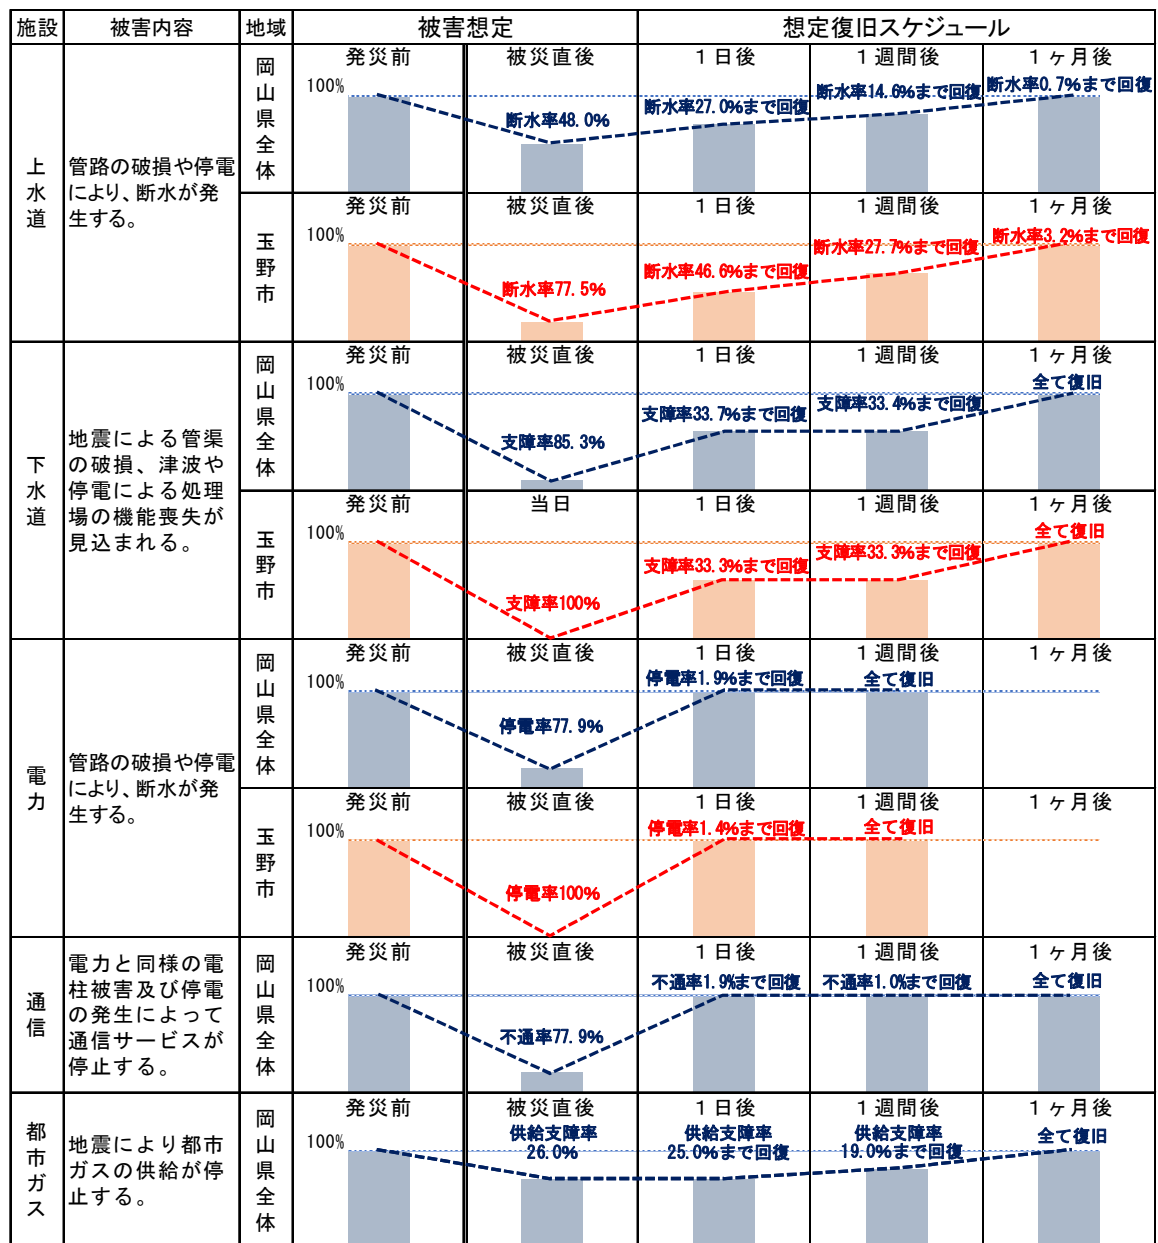 施設 被害内容 地域 被害想定 想定復旧スケジュール
上水道
管路の破損や停電
により、断水が発
生する。
岡山県全体
発災前 被災直後 1日後 1週間後 1ヶ月後
100%
断水率48.0%
断水率27.0%まで回復
断水率14.6%まで回復
断水率0.7%まで回復
玉野市
発災前 被災直後 1日後 1週間後 1ヶ月後
100%
断水率77.5%
断水率46.6%まで回復
断水率27.7%まで回復
断水率3.2%まで回復
下水道
地震による管渠
の破損、津波や
停電による処理
場の機能喪失が
見込まれる。
岡山県全体
発災前 被災直後 1日後 1週間後 1ヶ月後
100%
支障率85.3%
支障率33.7%まで回復
支障率33.4%まで回復
全て復旧
玉野市
発災前 当日 1日後 1週間後 1ヶ月後
100%
支障率100%
支障率33.3%まで回復
支障率33.3%まで回復
全て復旧
電力
管路の破損や停電
により、断水が発
生する。
岡山県全体
発災前 被災直後 1日後 1週間後 1ヶ月後
100%
停電率77.9%
停電率1.9%まで回復
全て復旧
玉野市
発災前 被災直後 1日後 1週間後 1ヶ月後
100%
停電率100%
停電率1.4%まで回復
全て復旧
通信
電力と同様の電
柱被害及び停電
の発生によって
通信サービスが
停止する。
岡山県全体
発災前 被災直後 1日後 1週間後 1ヶ月後
100%
不通率77.9%
不通率1.9%まで回復
不通率1.0%まで回復
全て復旧
都市ガス
地震により都市
ガスの供給が停
止する。
岡山県全体
発災前 被災直後 1日後 1週間後 1ヶ月後
100%
供給支障率
26.0%
供給支障率
25.0%まで回復
供給支障率
19.0%まで回復
全て復旧